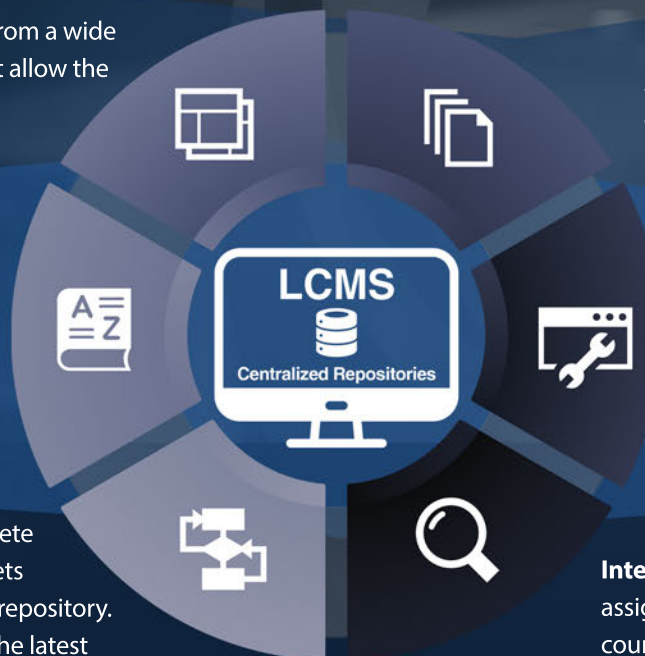 rom a wide
t allow the
LCMS
Centralized Repositories
A
Z
ete
ets
repository.
he latest
Inte
assig
cour